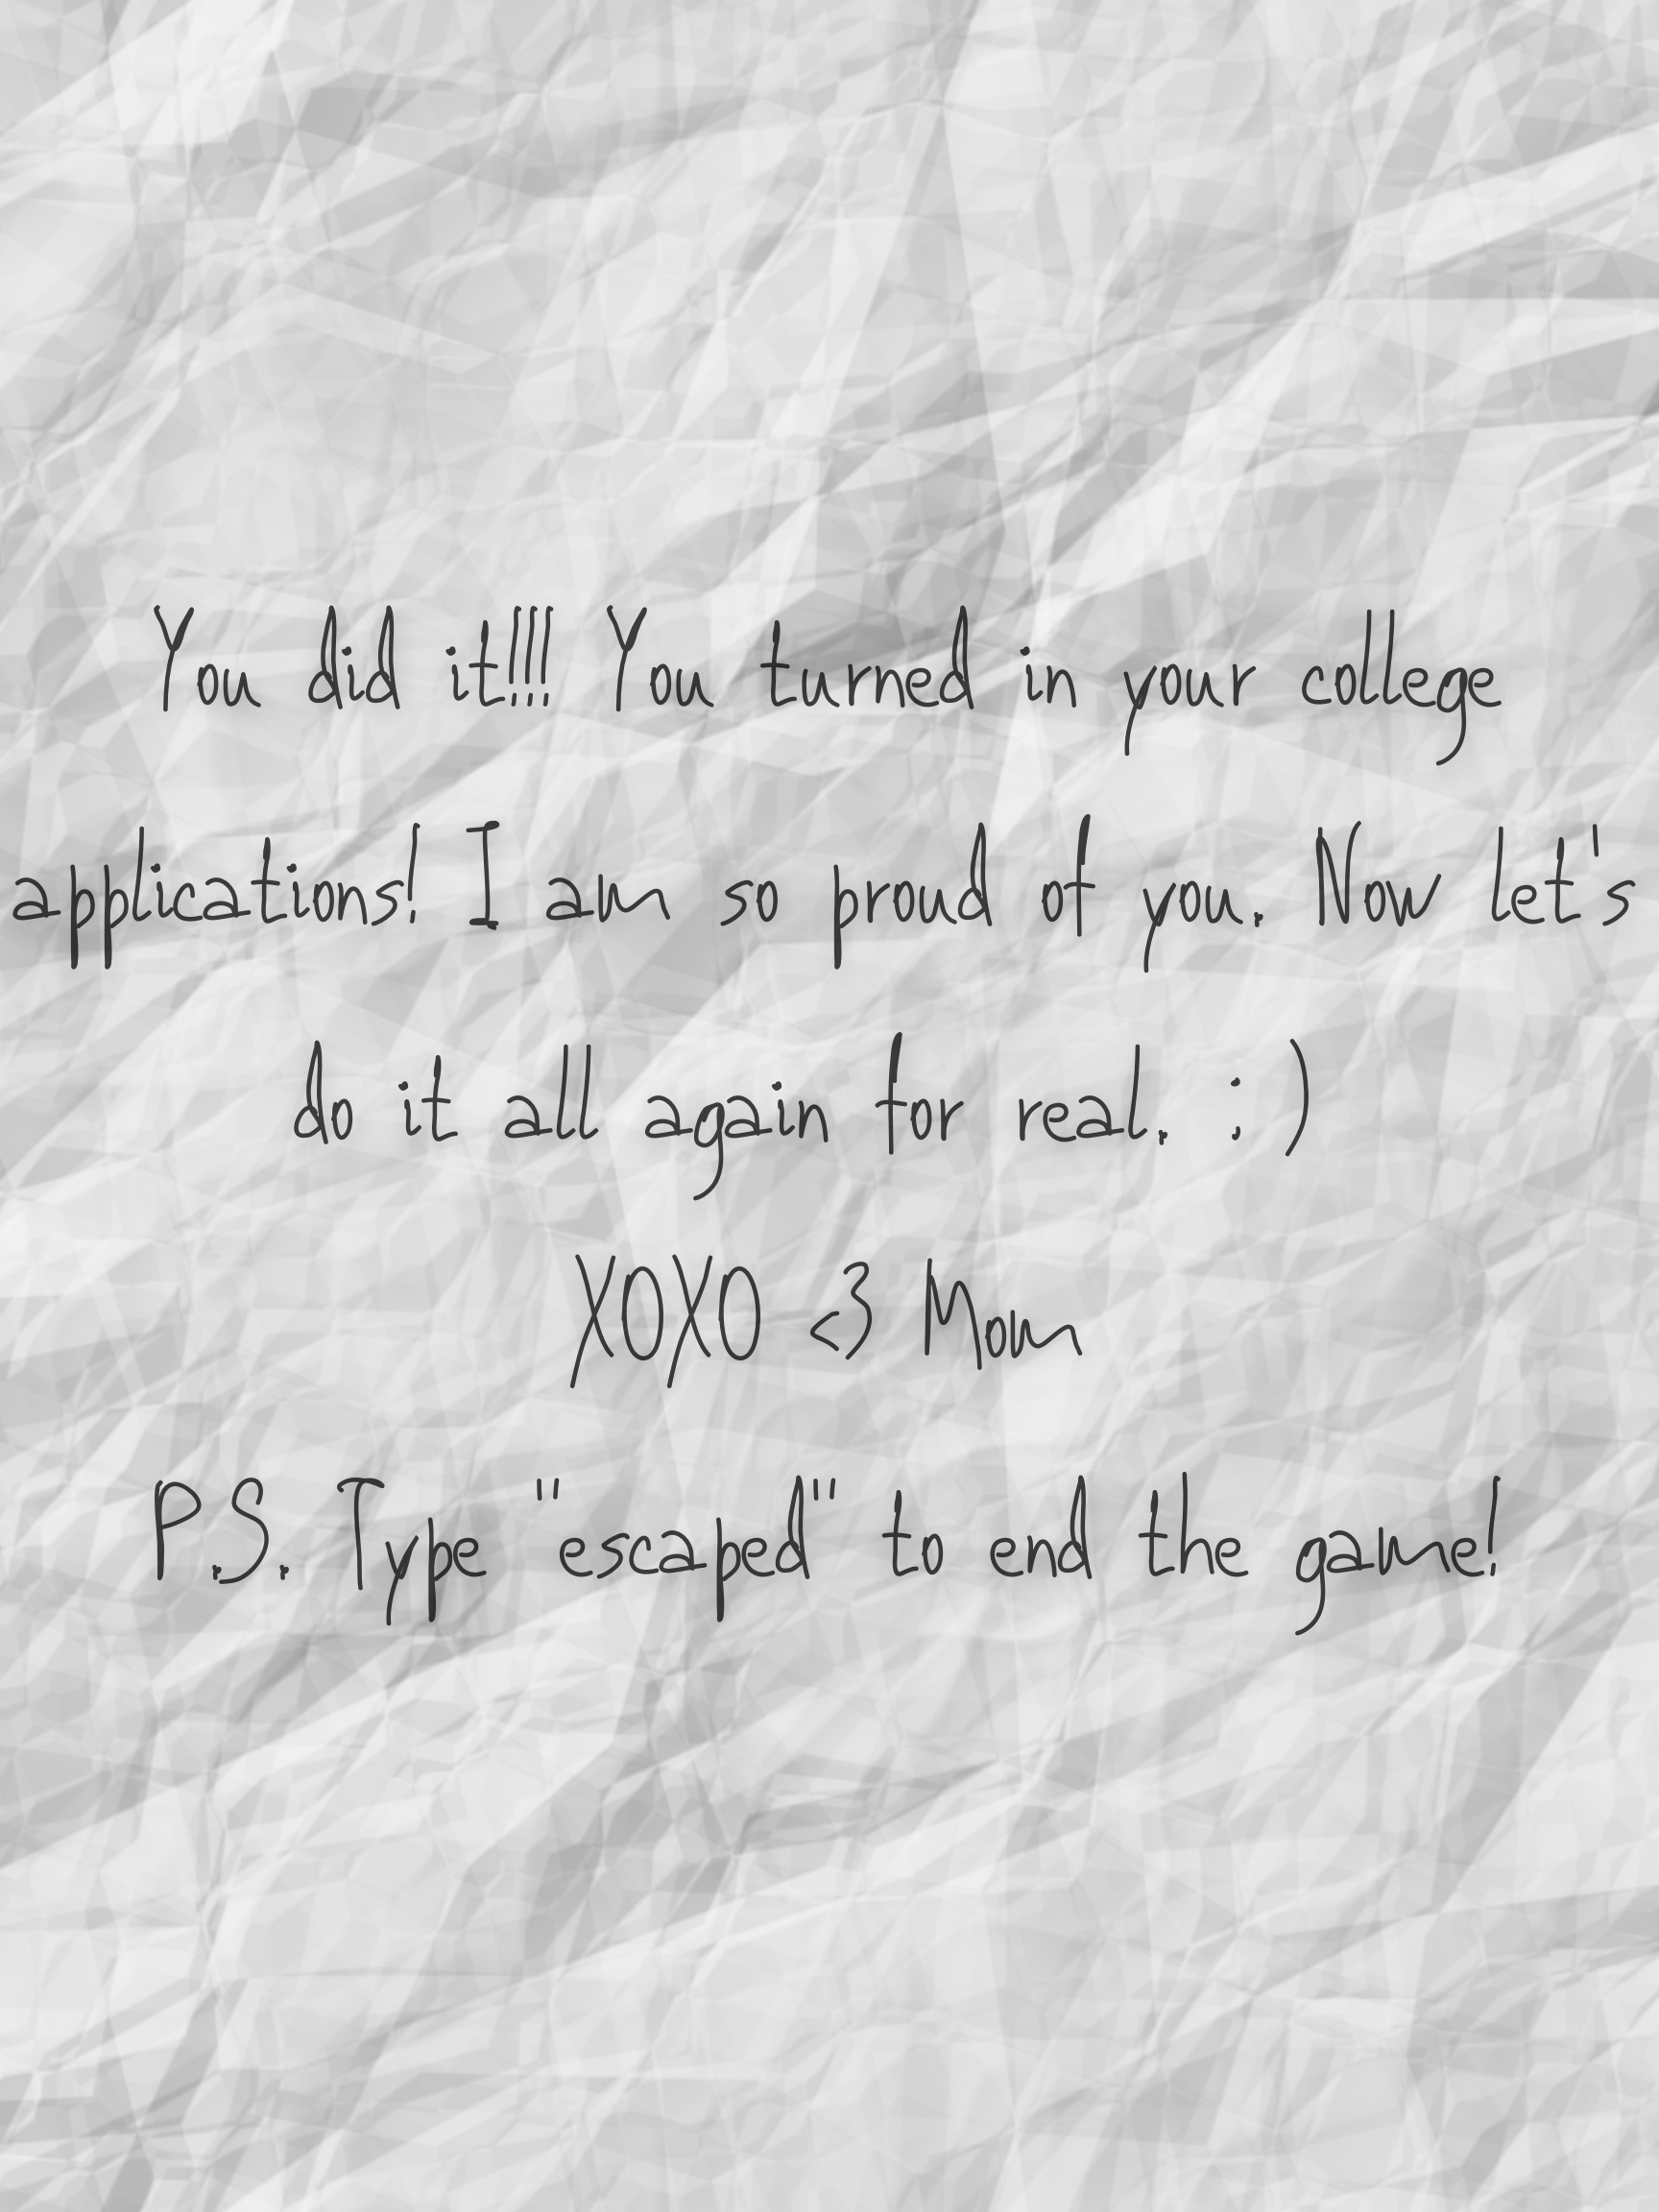 You did it!!! You turned in your college
applications! I am so proud of you. Now let's
do it all again for real. : )
XOXO <3 Mom
P.S. Type "escaped" to end the game!